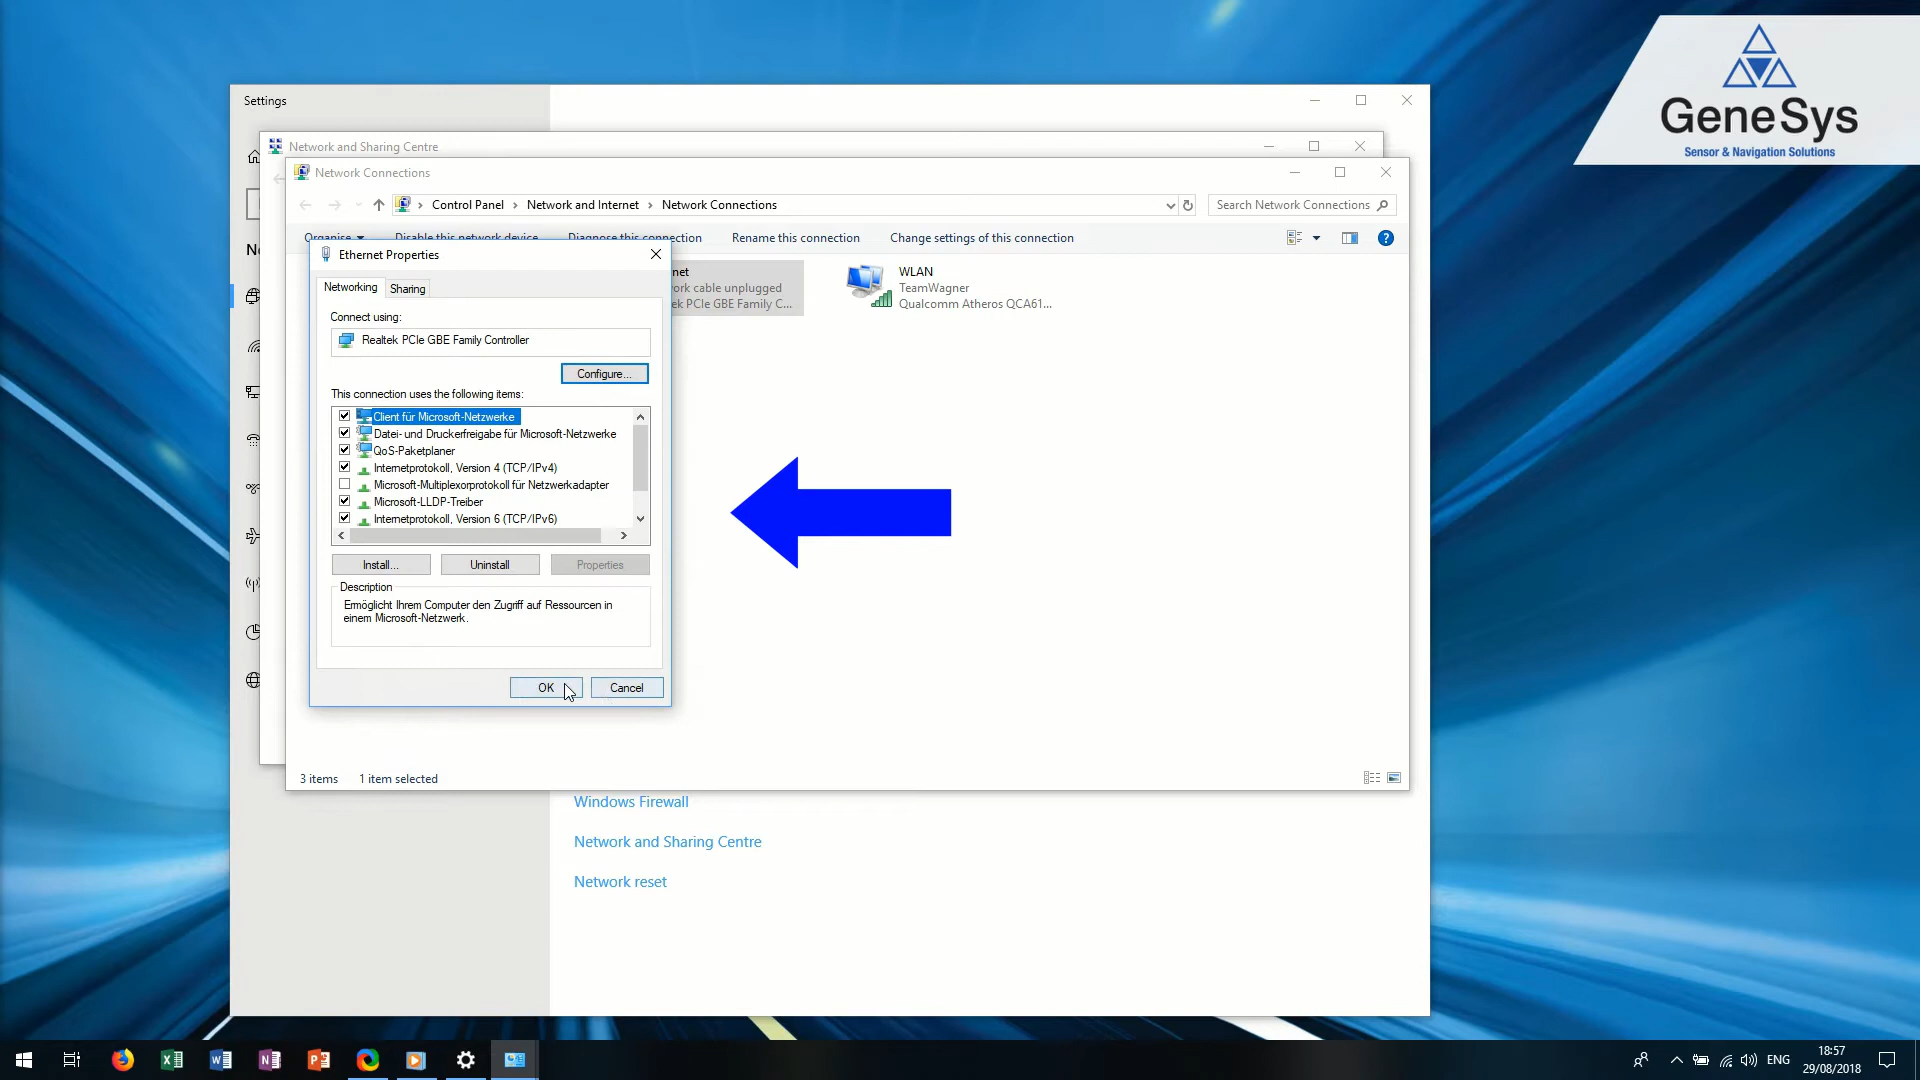 GeneSys
Sensor & Navigation Solutions
Settings
Network and Sharing Centre
Network Connections
Control Panel > Network and Internet > Network Connections
Search Network Connections
Organise Disable this network device Diagnose this connection Rename this connection Change settings of this connection
Ethernet Properties
Networking Sharing
Connect using:
Realtek PCIe GBE Family Controller
Configure...
This connection uses the following items:
Client für Microsoft-Netzwerke
Datei- und Druckerfreigabe für Microsoft-Netzwerke
QoS-Paketplaner
Internetprotokoll, Version 4 (TCP/IPv4)
Microsoft-Multiplexorprotokoll für Netzwerkadapter
Microsoft-LLDP-Treiber
Internetprotokoll, Version 6 (TCP/IPv6)
Install... Uninstall Properties
Description
Ermöglicht Ihrem Computer den Zugriff auf Ressourcen in
einem Microsoft-Netzwerk.
OK Cancel
net
ork cable unplugged
ek PCIe GBE Family C...
WLAN
TeamWagner
Qualcomm Atheros QCA61...
3 items 1 item selected
Windows Firewall
Network and Sharing Centre
Network reset
ENG
18:57
29/08/2018